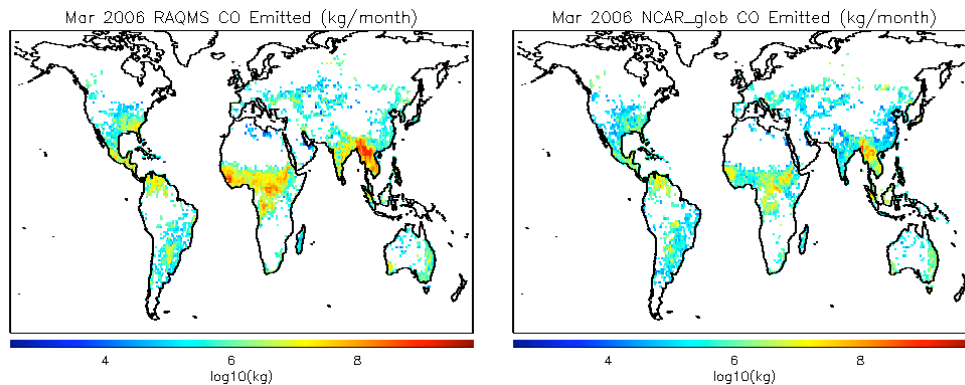 Mar 2006 RAQMS CO Emitted (kg/month)
Mar 2006 NCAR_glob CO Emitted (kg/month)
4 6 8
log10(kg)
4 6 8
log10(kg)